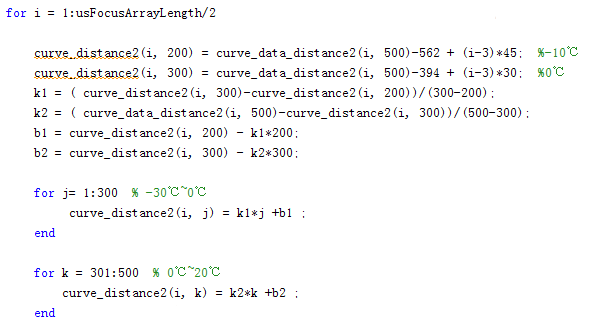 for i = 1:usFocusArrayLength/2
curve_distance2(i, 200) = curve_data_distance2(i, 500)-562 + (i-3)*45;  %-10℃
curve_distance2(i, 300) = curve_data_distance2(i, 500)-394 + (i-3)*30;  %0℃
k1 = ( curve_distance2(i, 300)-curve_distance2(i, 200))/(300-200);
k2 = ( curve_data_distance2(i, 500)-curve_distance2(i, 300))/(500-300);
b1 = curve_distance2(i, 200) - k1*200;
b2 = curve_distance2(i, 300) - k2*300;
for j= 1:300  % -30℃~0℃
curve_distance2(i, j) = k1*j +b1 ;
end
for k = 301:500  % 0℃~20℃
curve_distance2(i, k) = k2*k +b2 ;
end